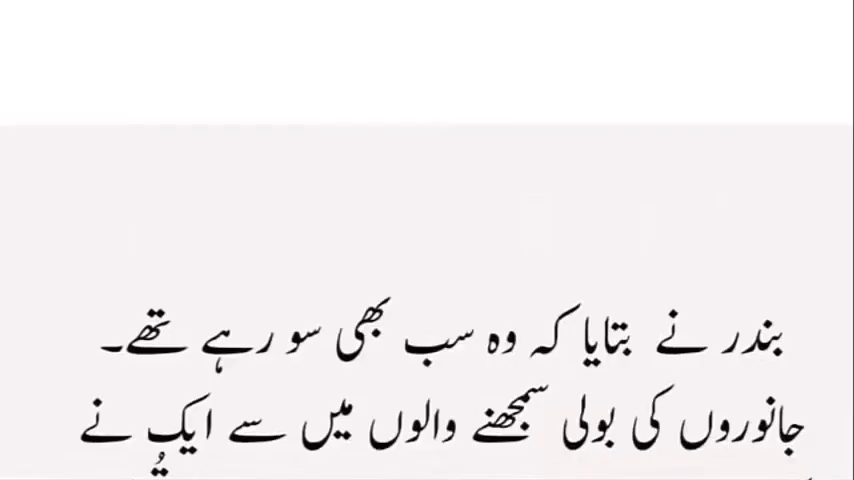 بندر نے بتایا کہ وہ سب بھی سو رہے تھے۔
جانوروں کی بولی سمجھنے والوں میں سے ایک نے